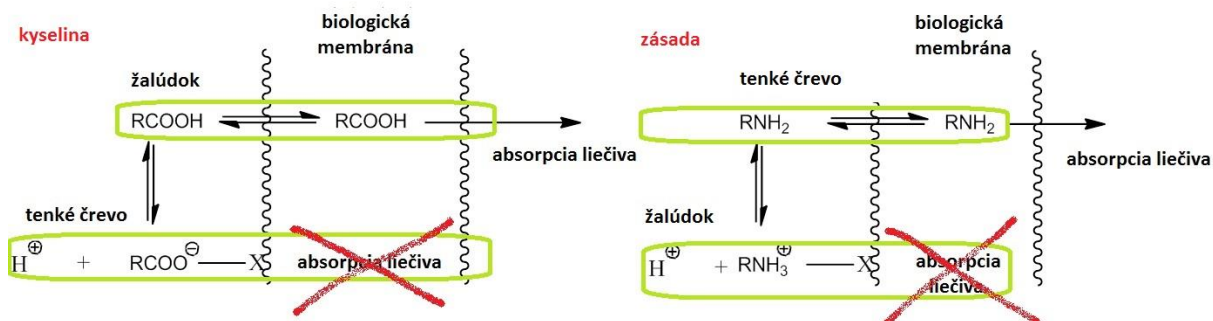 kyselina
biologická
membrána
žalúdok
RCOOH
RCOOH
absorpcia liečiva
tenké črevo
H⊕ + RCOO⊖ — X
absorpcia liečiva
zásada
biologická
membrána
tenké črevo
RNH₂
RNH₂
absorpcia liečiva
žalúdok
H⊕ + RNH₃⊕ — X
absorpcia
liečiva